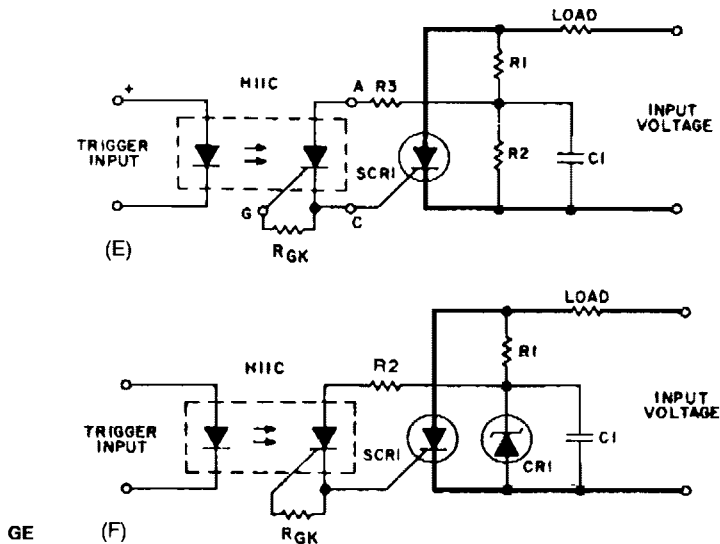 LOAD
R1
H11C
A R3
+
TRIGGER
INPUT
SCR1
R2
C1
INPUT
VOLTAGE
G
C
RGK
(E)
LOAD
R1
H11C
R2
TRIGGER
INPUT
SCR1
CR1
C1
INPUT
VOLTAGE
RGK
GE (F)